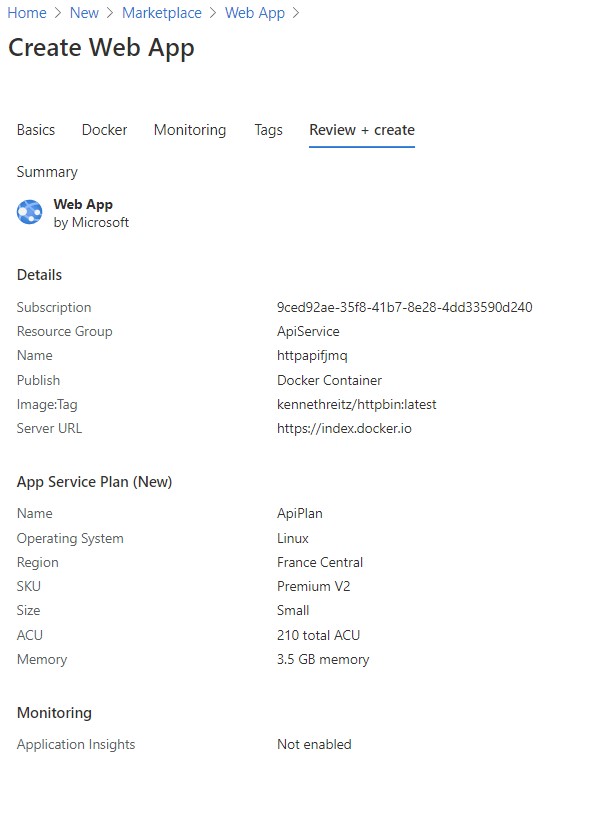 Home > New > Marketplace > Web App >
Create Web App
Basics Docker Monitoring Tags Review + create
Summary
Web App
by Microsoft
Details
Subscription 9ced92ae-35f8-41b7-8e28-4dd33590d240
Resource Group ApiService
Name httpapifjmq
Publish Docker Container
Image:Tag kennethreitz/httpbin:latest
Server URL https://index.docker.io
App Service Plan (New)
Name ApiPlan
Operating System Linux
Region France Central
SKU Premium V2
Size Small
ACU 210 total ACU
Memory 3.5 GB memory
Monitoring
Application Insights Not enabled